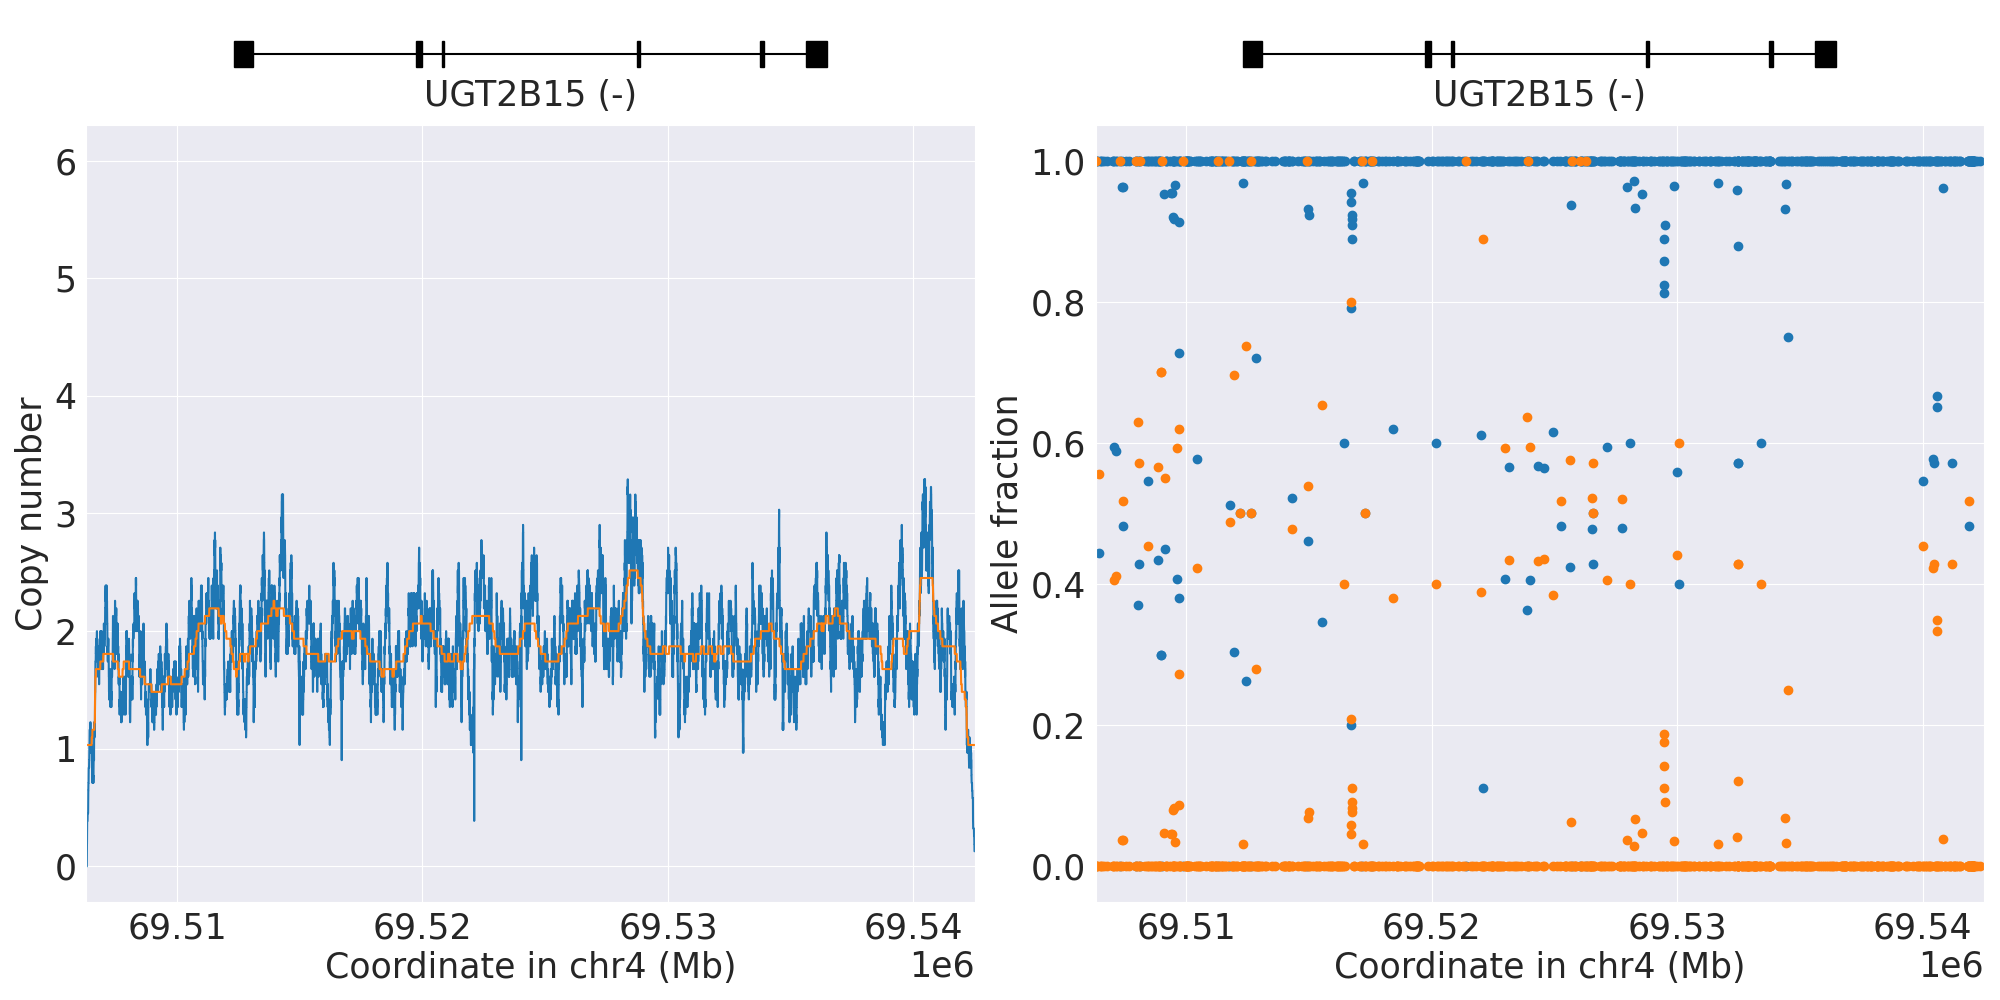 UGT2B15 (-)
Copy number
6
5
4
3
2
1
0
69.51 69.52 69.53 69.54
Coordinate in chr4 (Mb)
1e6
UGT2B15 (-)
Allele fraction
1.0
0.8
0.6
0.4
0.2
0.0
69.51 69.52 69.53 69.54
Coordinate in chr4 (Mb)
1e6